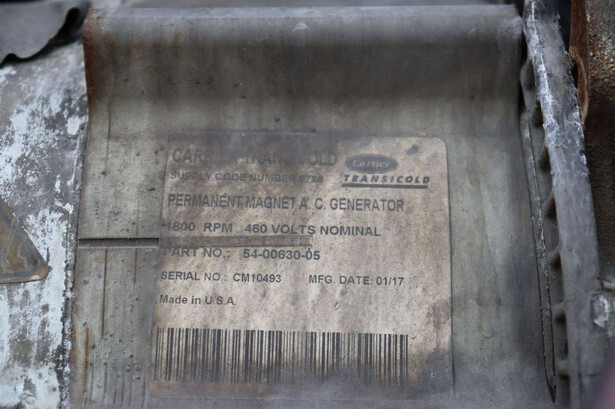 CARRIER TRANSICOLD Carrier
SUPPLY CODE NUMBER 0728 TRANSICOLD
PERMANENT MAGNET A.C. GENERATOR
1800 RPM 460 VOLTS NOMINAL
PART NO.: 54-00630-05
SERIAL NO.: CM10493 MFG. DATE: 01/17
Made in U.S.A.